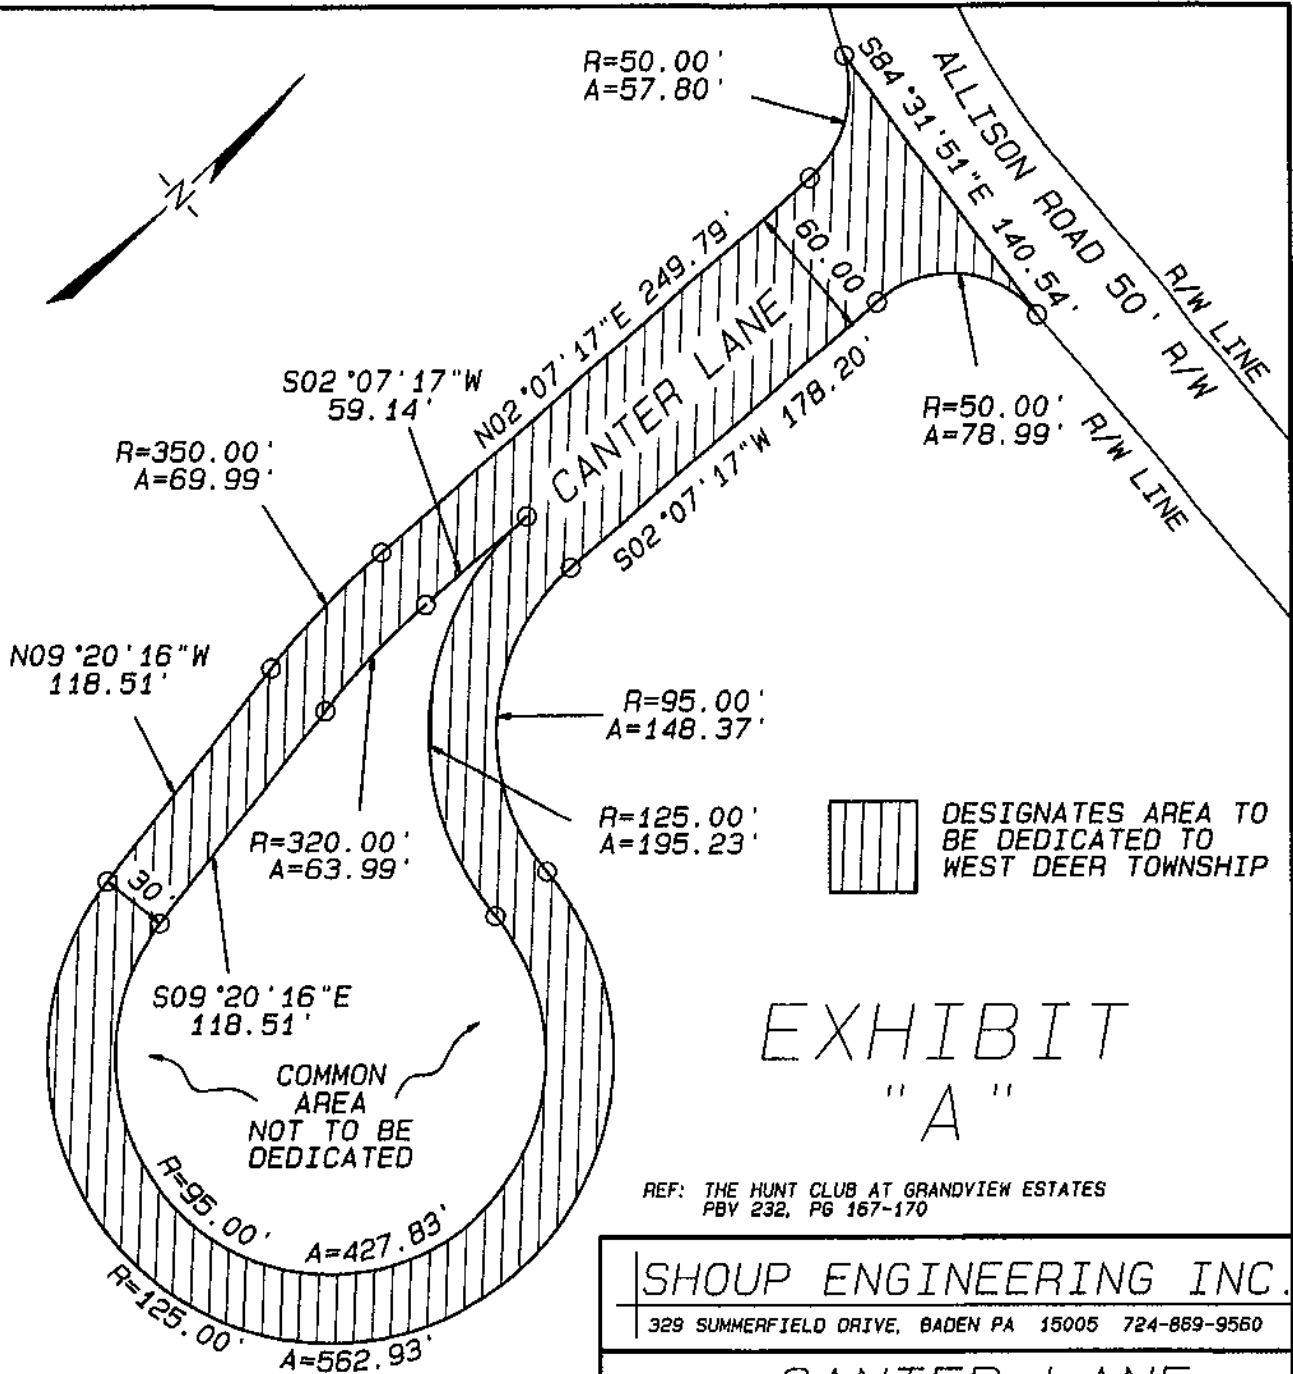 R=50.00'
A=57.80'
S84°31'51"E 140.54'
ALLISON ROAD 50' R/W
R/W LINE
N
60.00
N02°07'17"E 249.79'
CANTER LANE
S02°07'17"W 178.20'
S02°07'17"W
59.14'
R=50.00'
A=78.99'
R/W LINE
R=350.00'
A=69.99'
N09°20'16"W
118.51'
R=95.00'
A=148.37'
R=125.00'
A=195.23'
R=320.00'
A=63.99'
30'
DESIGNATES AREA TO
BE DEDICATED TO
WEST DEER TOWNSHIP
S09°20'16"E
118.51'
COMMON
AREA
NOT TO BE
DEDICATED
EXHIBIT
"A"
R=95.00'
A=427.83'
R=125.00'
A=562.93'
REF: THE HUNT CLUB AT GRANDVIEW ESTATES
PBV 232, PG 167-170
SHOUP ENGINEERING INC.
329 SUMMERFIELD DRIVE, BADEN PA 15005 724-869-9560
CANTER LANE